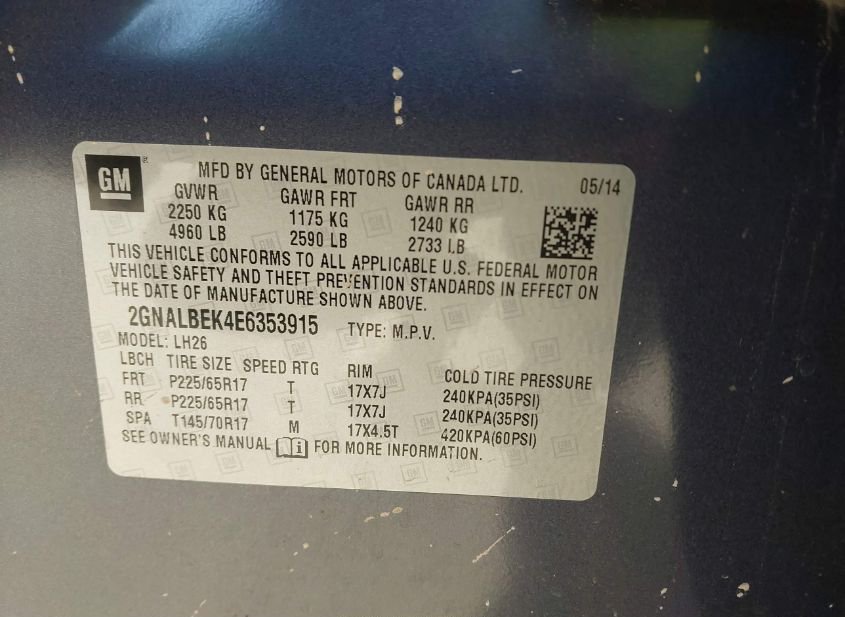 GM
MFD BY GENERAL MOTORS OF CANADA LTD. 05/14
GVWR GAWR FRT GAWR RR
2250 KG 1175 KG 1240 KG
4960 LB 2590 LB 2733 LB
THIS VEHICLE CONFORMS TO ALL APPLICABLE U.S. FEDERAL MOTOR
VEHICLE SAFETY AND THEFT PREVENTION STANDARDS IN EFFECT ON
THE DATE OF MANUFACTURE SHOWN ABOVE.
2GNALBEK4E6353915 TYPE: M.P.V.
MODEL: LH26
LBCH TIRE SIZE SPEED RTG RIM COLD TIRE PRESSURE
FRT P225/65R17 T 17X7J 240KPA(35PSI)
RR P225/65R17 T 17X7J 240KPA(35PSI)
SPA T145/70R17 M 17X4.5T 420KPA(60PSI)
SEE OWNER'S MANUAL FOR MORE INFORMATION.